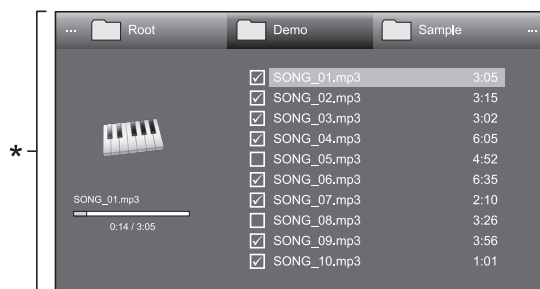 ... Root Demo Sample ...
SONG_01.mp3 3:05
SONG_02.mp3 3:15
SONG_03.mp3 3:02
SONG_04.mp3 6:05
SONG_05.mp3 4:52
SONG_06.mp3 6:35
SONG_07.mp3 2:10
SONG_08.mp3 3:26
SONG_09.mp3 3:56
SONG_10.mp3 1:01
*
SONG_01.mp3
0:14 / 3:05